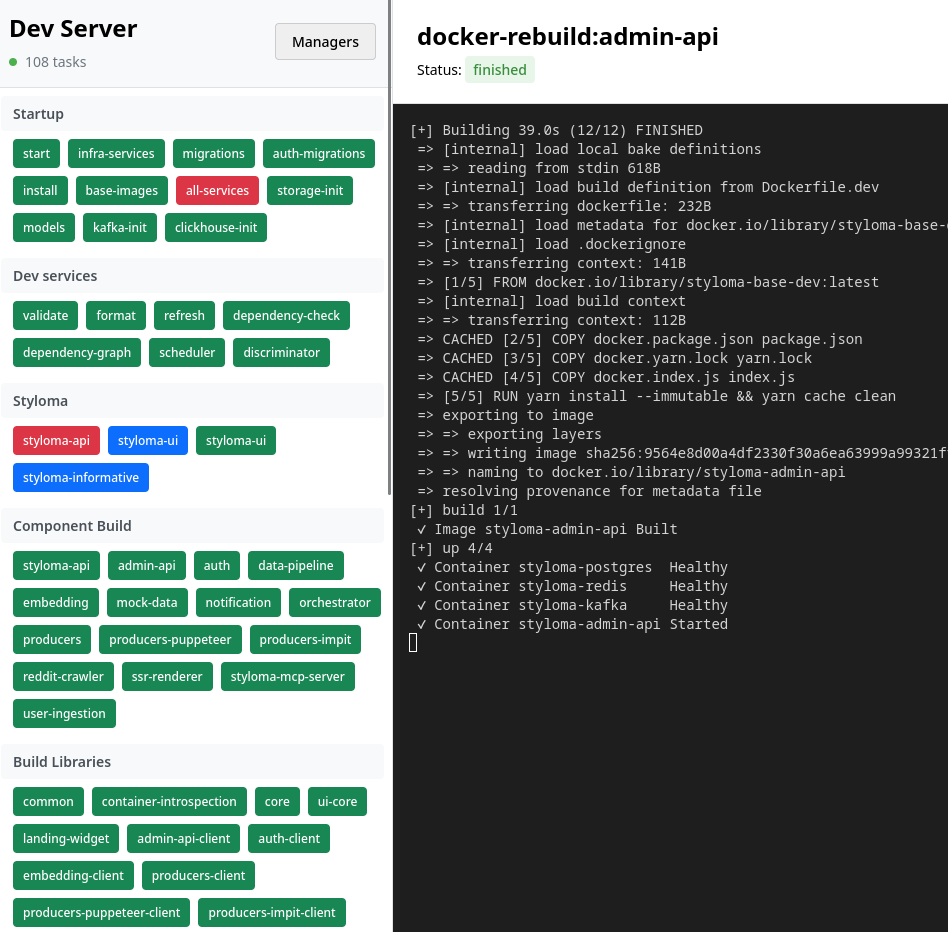 Dev Server
108 tasks
Managers
Startup
start infra-services migrations auth-migrations
install base-images all-services storage-init
models kafka-init clickhouse-init
Dev services
validate format refresh dependency-check
dependency-graph scheduler discriminator
Styloma
styloma-api styloma-ui styloma-ui
styloma-informative
Component Build
styloma-api admin-api auth data-pipeline
embedding mock-data notification orchestrator
producers producers-puppeteer producers-impit
reddit-crawler ssr-renderer styloma-mcp-server
user-ingestion
Build Libraries
common container-introspection core ui-core
landing-widget admin-api-client auth-client
embedding-client producers-client
producers-puppeteer-client producers-impit-client
docker-rebuild:admin-api
Status: finished
[+] Building 39.0s (12/12) FINISHED
=> [internal] load local bake definitions
=> => reading from stdin 618B
=> [internal] load build definition from Dockerfile.dev
=> => transferring dockerfile: 232B
=> [internal] load metadata for docker.io/library/styloma-base-
=> [internal] load .dockerignore
=> => transferring context: 141B
=> [1/5] FROM docker.io/library/styloma-base-dev:latest
=> [internal] load build context
=> => transferring context: 112B
=> CACHED [2/5] COPY docker.package.json package.json
=> CACHED [3/5] COPY docker.yarn.lock yarn.lock
=> CACHED [4/5] COPY docker.index.js index.js
=> [5/5] RUN yarn install --immutable && yarn cache clean
=> exporting to image
=> => exporting layers
=> => writing image sha256:9564e8d00a4df2330f30a6ea63999a99321f
=> => naming to docker.io/library/styloma-admin-api
=> resolving provenance for metadata file
[+] build 1/1
✓ Image styloma-admin-api Built
[+] up 4/4
✓ Container styloma-postgres Healthy
✓ Container styloma-redis Healthy
✓ Container styloma-kafka Healthy
✓ Container styloma-admin-api Started